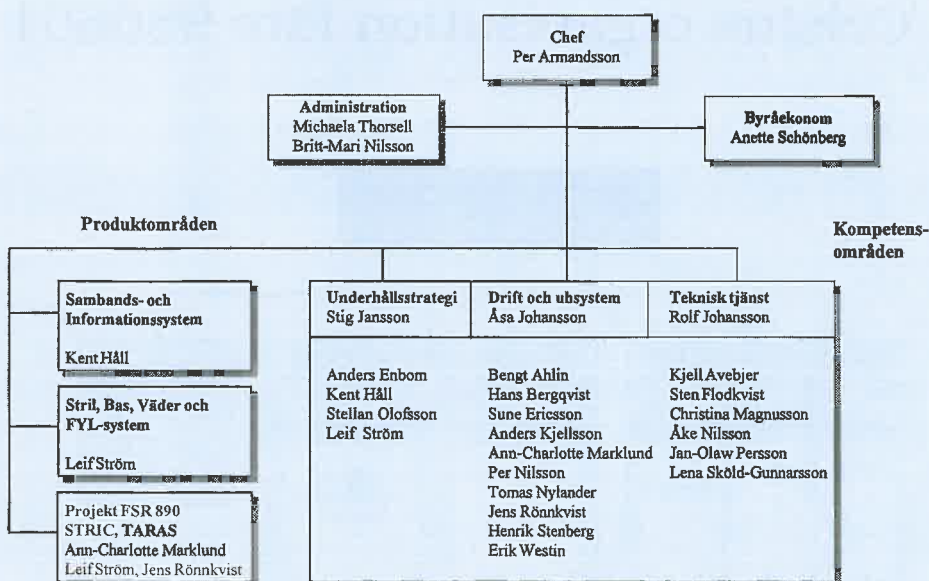 Chef
Per Armandsson
Administration
Michaela Thorsell
Britt-Mari Nilsson
Byråekonom
Anette Schönberg
Produktområden
Kompetens-
områden
Sambands- och
Informationssystem
Kent Håll
Stril, Bas, Väder och
FYL-system
Leif Ström
Projekt FSR 890
STRIC, TARAS
Ann-Charlotte Marklund
Leif Ström, Jens Rönnkvist
Underhållsstrategi
Stig Jansson
Anders Enbom
Kent Håll
Stellan Olofsson
Leif Ström
Drift och uhsystem
Åsa Johansson
Bengt Ahlin
Hans Bergqvist
Sune Ericsson
Anders Kjellsson
Ann-Charlotte Marklund
Per Nilsson
Tomas Nylander
Jens Rönnkvist
Henrik Stenberg
Erik Westin
Teknisk tjänst
Rolf Johansson
Kjell Avebjer
Sten Flodkvist
Christina Magnusson
Åke Nilsson
Jan-Olaw Persson
Lena Sköld-Gunnarsson